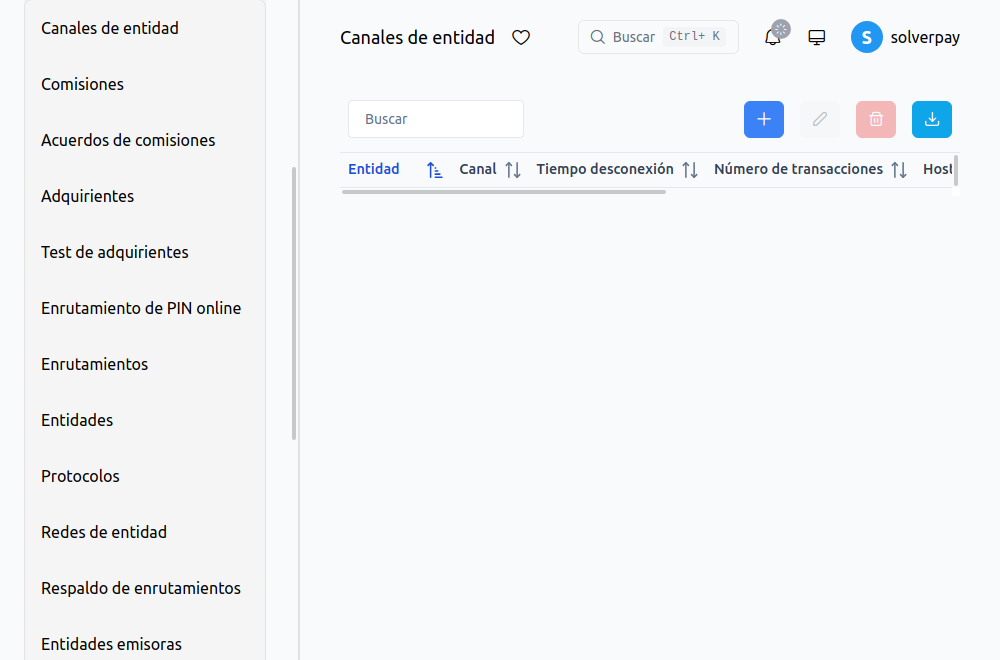 Canales de entidad
Comisiones
Acuerdos de comisiones
Adquirientes
Test de adquirientes
Enrutamiento de PIN online
Enrutamientos
Entidades
Protocolos
Redes de entidad
Respaldo de enrutamientos
Entidades emisoras
Canales de entidad
Buscar Ctrl+ K
S solverpay
Buscar
Entidad Canal Tiempo desconexión Número de transacciones Host